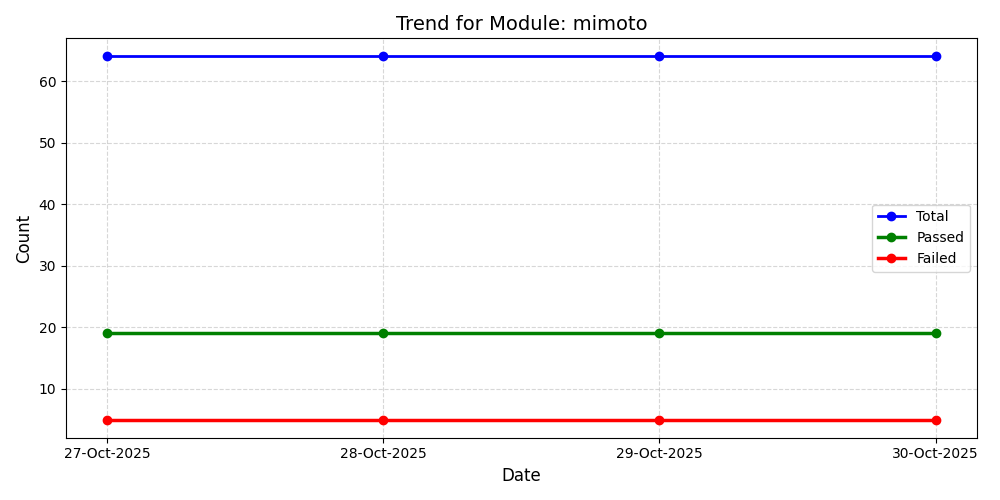 Trend for Module: mimoto
Count
60
50
40
30
20
10
Total
Passed
Failed
27-Oct-2025
28-Oct-2025
29-Oct-2025
30-Oct-2025
Date